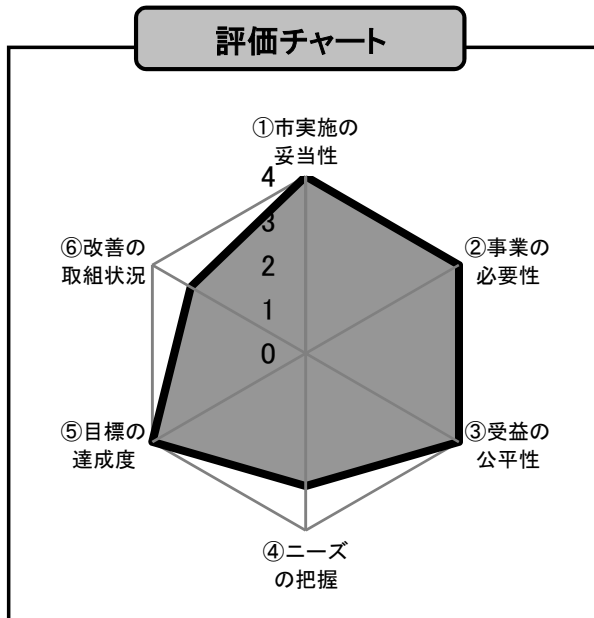 評価チャート
①市実施の
妥当性
4
3
2
1
0
②事業の
必要性
③受益の
公平性
④ニーズ
の把握
⑤目標の
達成度
⑥改善の
取組状況